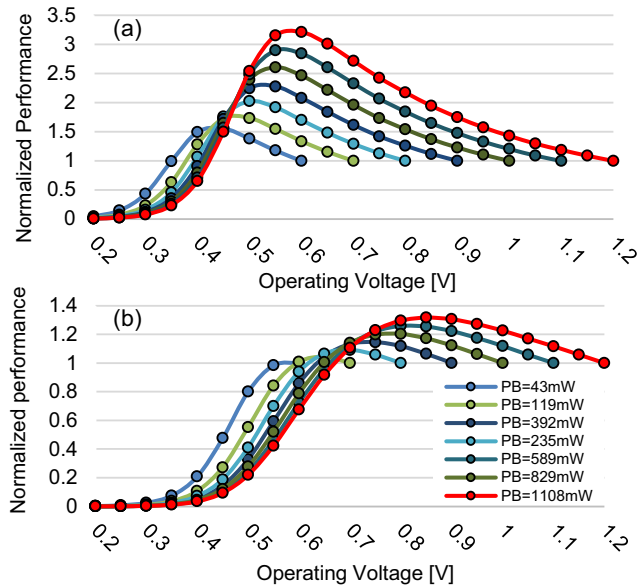 (a)
Normalized Performance
3.5
3
2.5
2
1.5
1
0.5
0
0.2 0.3 0.4 0.5 0.6 0.7 0.8 0.9 1 1.1 1.2
Operating Voltage [V]
(b)
Normalized performance
1.4
1.2
1
0.8
0.6
0.4
0.2
0
PB=43mW
PB=119mW
PB=392mW
PB=235mW
PB=589mW
PB=829mW
PB=1108mW
0.2 0.3 0.4 0.5 0.6 0.7 0.8 0.9 1 1.1 1.2
Operating Voltage [V]